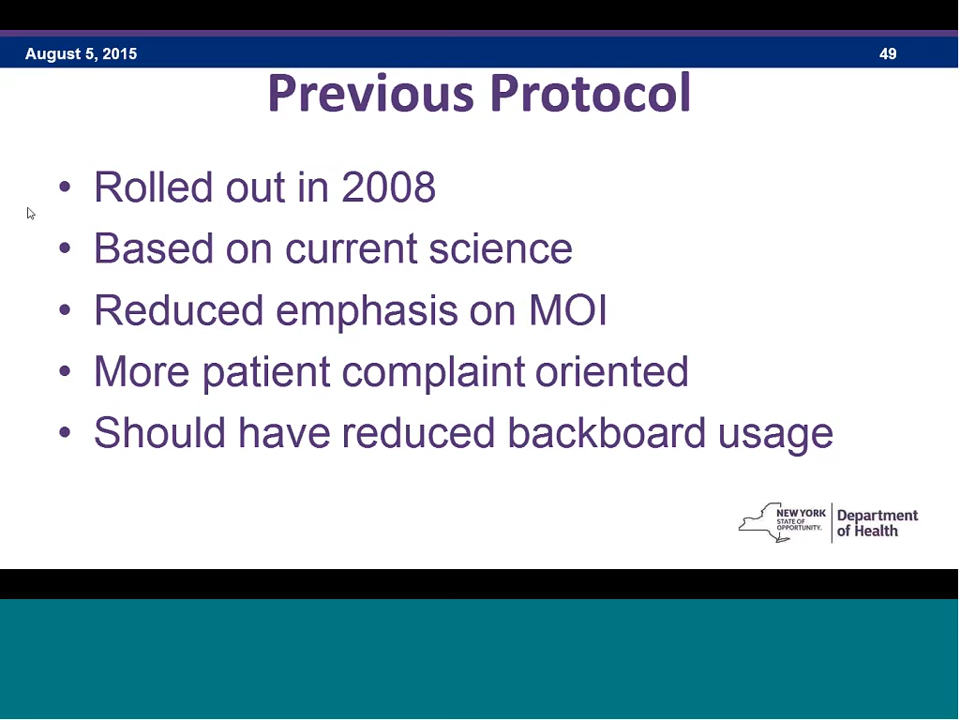 August 5, 2015
49
Previous Protocol
• Rolled out in 2008
• Based on current science
• Reduced emphasis on MOI
• More patient complaint oriented
• Should have reduced backboard usage
NEW YORK
STATE OF
OPPORTUNITY.
Department
of Health